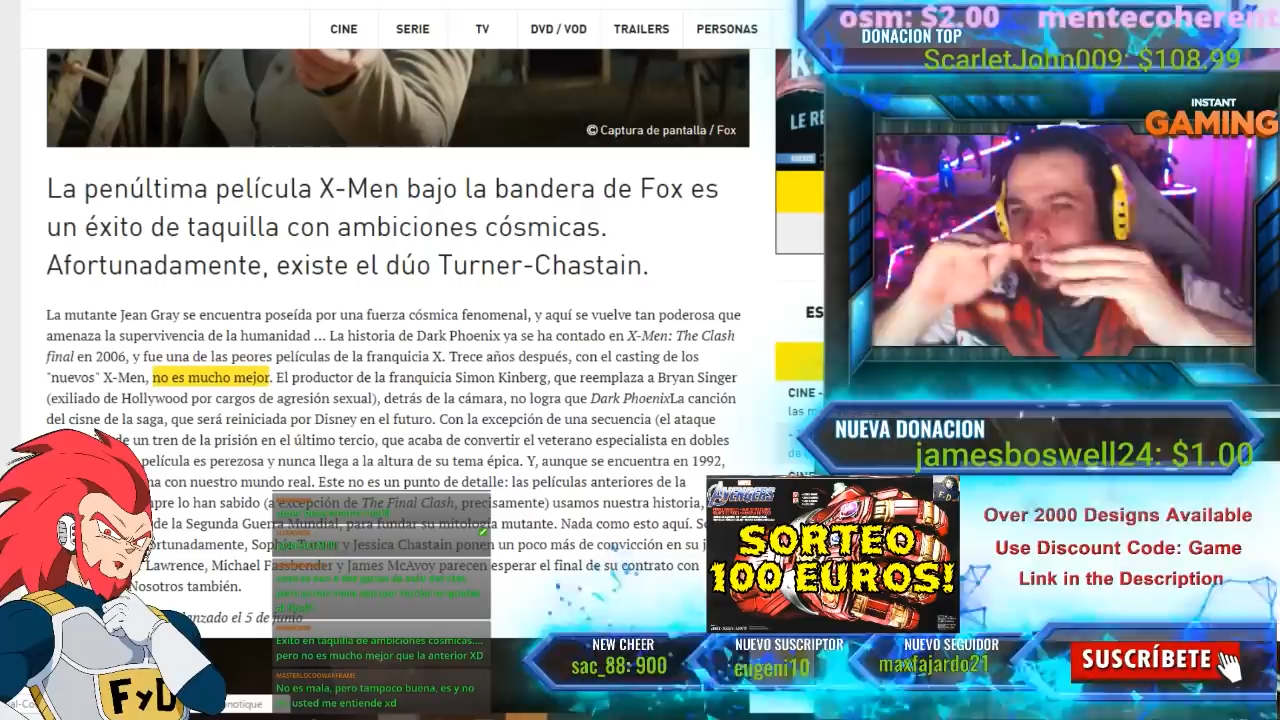 CINE SERIE TV DVD / VOD TRAILERS PERSONAS
© Captura de pantalla / Fox
La penúltima película X-Men bajo la bandera de Fox es
un éxito de taquilla con ambiciones cósmicas.
Afortunadamente, existe el dúo Turner-Chastain.
La mutante Jean Gray se encuentra poseída por una fuerza cósmica fenomenal, y aquí se vuelve tan poderosa que
amenaza la supervivencia de la humanidad ... La historia de Dark Phoenix ya se ha contado en X-Men: The Clash
final en 2006, y fue una de las peores películas de la franquicia X. Trece años después, con el casting de los
"nuevos" X-Men, no es mucho mejor. El productor de la franquicia Simon Kinberg, que reemplaza a Bryan Singer
(exiliado de Hollywood por cargos de agresión sexual), detrás de la cámara, no logra que Dark PhoenixLa canción
del cisne de la saga, que será reiniciada por Disney en el futuro. Con la excepción de una secuencia (el ataque
de un tren de la prisión en el último tercio, que acaba de convertir el veterano especialista en dobles
película es perezosa y nunca llega a la altura de su tema épica. Y, aunque se encuentra en 1992,
na con nuestro mundo real. Este no es un punto de detalle: las películas anteriores de la
mpre lo han sabido (a excepción de The Final Clash, precisamente) usamos nuestra historia,
de la Segunda Guerra Mundial, para fundar su mitología mutante. Nada como esto aquí. S
ortunadamente, Sophie Turner y Jessica Chastain ponen un poco más de convicción en su j
Lawrence, Michael Fassbender y James McAvoy parecen esperar el final de su contrato con
Nosotros también.
anzado el 5 de junio
Exito en taquilla de ambiciones cosmicas....
pero no es mucho mejor que la anterior XD
MASTERLOCOOWARFRAME
No es mala, pero tampoco buena, es y no
usted me entiende xd
FyD
LE RE
ES
CINE -
las m
osm: $2.00 mentecoherent
DONACION TOP
ScarletJohn009: $108.99
INSTANT
GAMING
NUEVA DONACION
jamesboswell24: $1.00
AVENGERS
SORTEO
100 EUROS!
Over 2000 Designs Available
Use Discount Code: Game
Link in the Description
NEW CHEER
sac_88: 900
NUEVO SUSCRIPTOR
eugeni10
NUEVO SEGUIDOR
maxfajardo21
SUSCRÍBETE